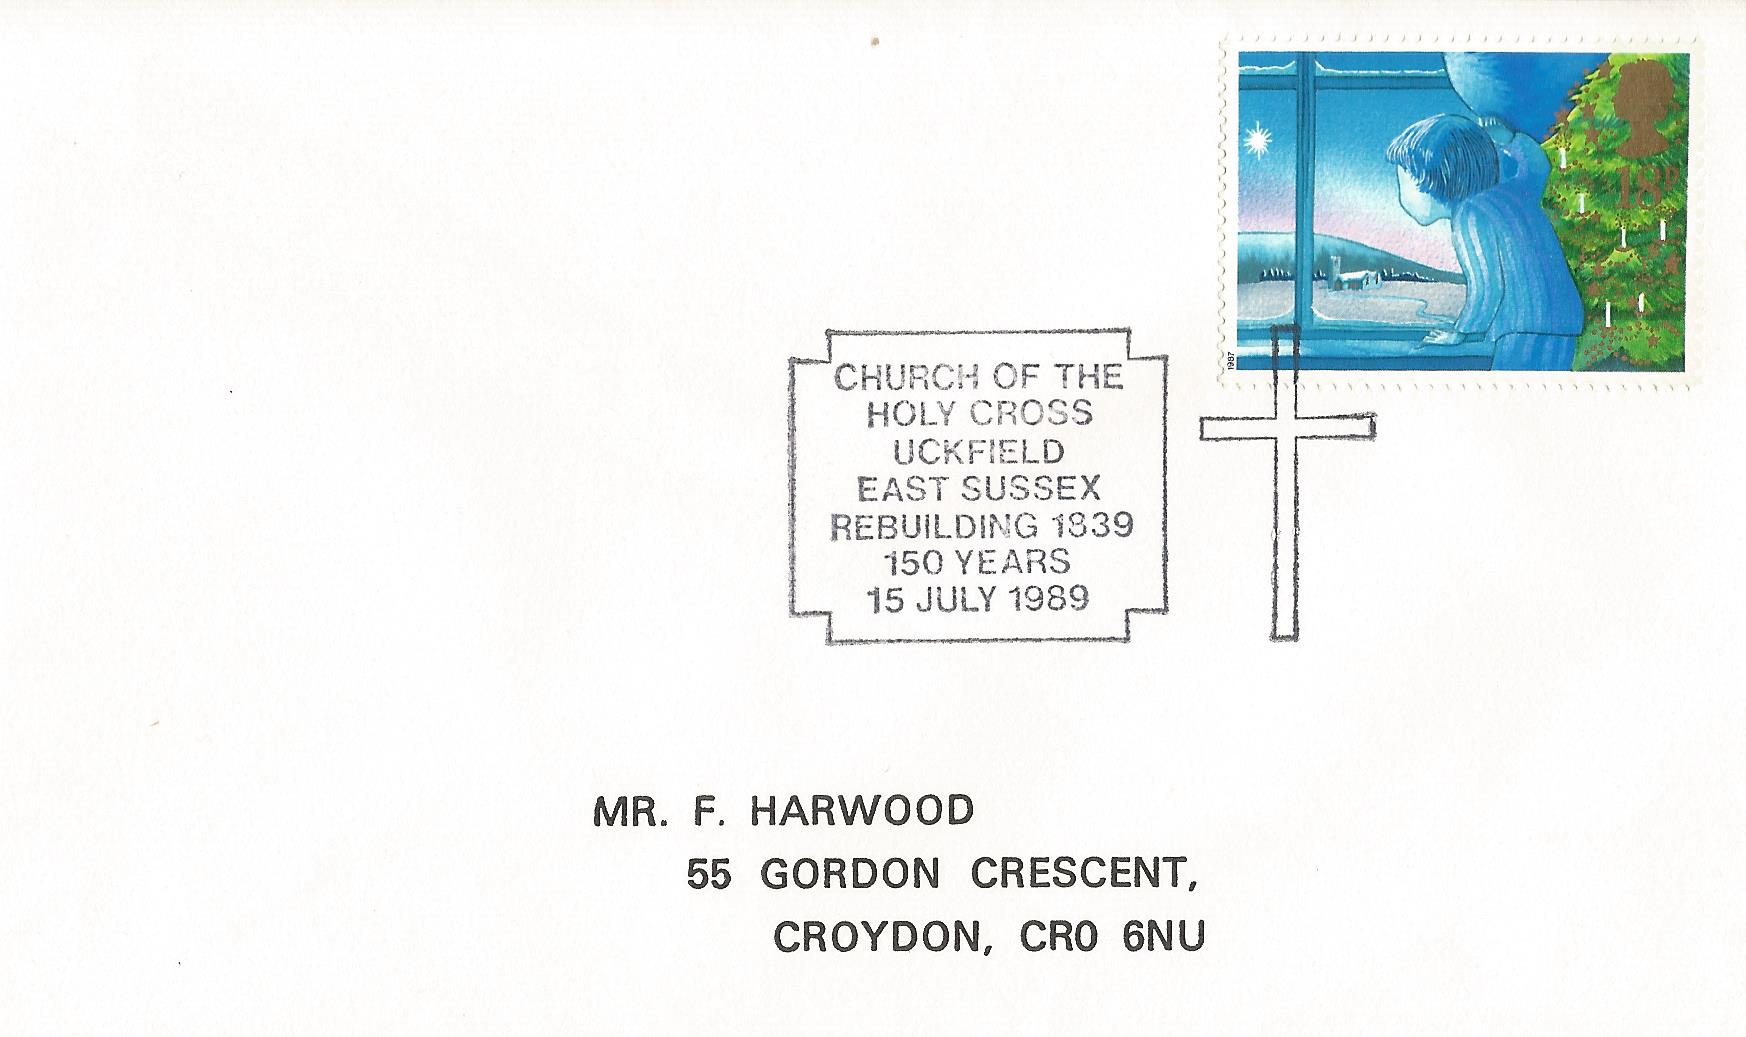 18P
1987
CHURCH OF THE
HOLY CROSS
UCKFIELD
EAST SUSSEX
REBUILDING 1839
150 YEARS
15 JULY 1989
MR. F. HARWOOD
55 GORDON CRESCENT,
CROYDON, CR0 6NU